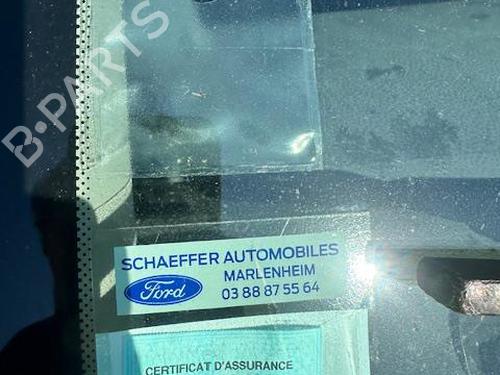 B-PARTS
SCHAEFFER AUTOMOBILES
MARLENHEIM
Ford
03 88 87 55 64
CERTIFICAT D'ASSURANCE